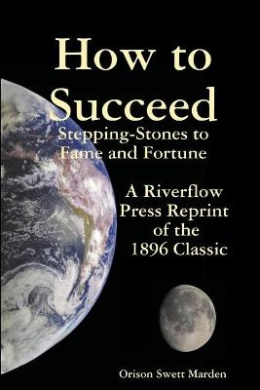 How to
Succeed
Stepping-Stones to
Fame and Fortune
A Riverflow
Press Reprint
of the
1896 Classic
Orison Swett Marden